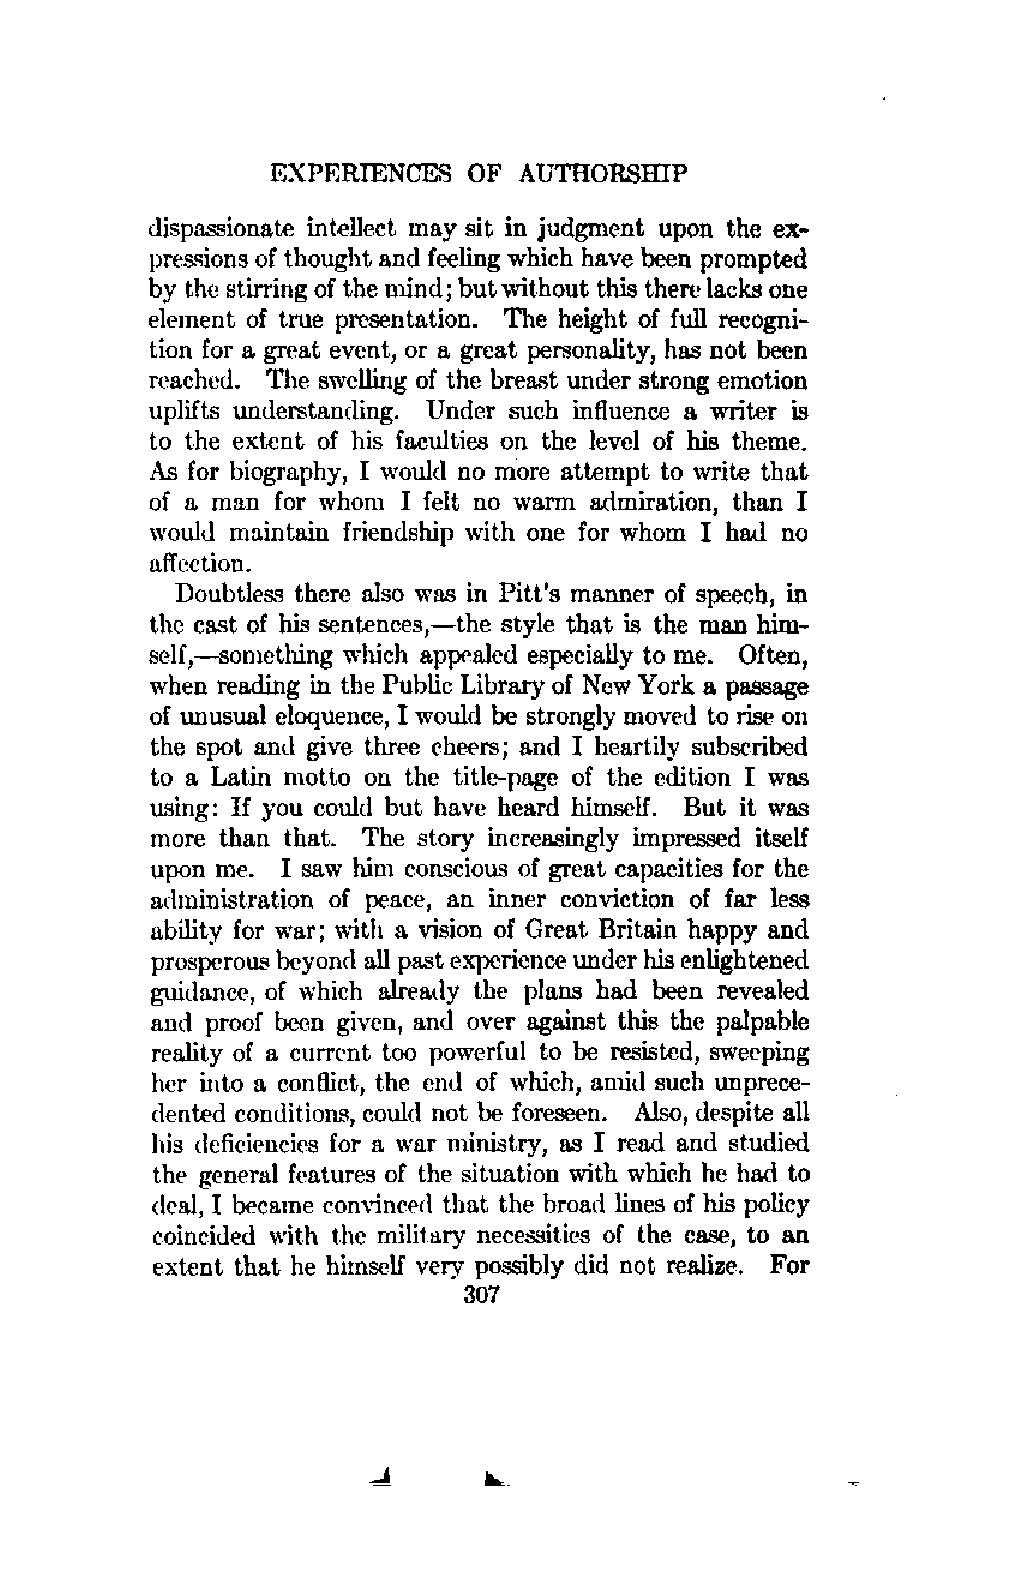 EXPERIENCES OF AUTHORSHIP
dispassionate intellect may sit in judgment upon the ex-
pressions of thought and feeling which have been prompted
by the stirring of the mind; but without this there lacks one
element of true presentation. The height of full recogni-
tion for a great event, or a great personality, has not been
reached. The swelling of the breast under strong emotion
uplifts understanding. Under such influence a writer is
to the extent of his faculties on the level of his theme.
As for biography, I would no more attempt to write that
of a man for whom I felt no warm admiration, than I
would maintain friendship with one for whom I had no
affection.
Doubtless there also was in Pitt's manner of speech, in
the cast of his sentences,—the style that is the man him-
self,—something which appealed especially to me. Often,
when reading in the Public Library of New York a passage
of unusual eloquence, I would be strongly moved to rise on
the spot and give three cheers; and I heartily subscribed
to a Latin motto on the title-page of the edition I was
using: If you could but have heard himself. But it was
more than that. The story increasingly impressed itself
upon me. I saw him conscious of great capacities for the
administration of peace, an inner conviction of far less
ability for war; with a vision of Great Britain happy and
prosperous beyond all past experience under his enlightened
guidance, of which already the plans had been revealed
and proof been given, and over against this the palpable
reality of a current too powerful to be resisted, sweeping
her into a conflict, the end of which, amid such unprece-
dented conditions, could not be foreseen. Also, despite all
his deficiencies for a war ministry, as I read and studied
the general features of the situation with which he had to
deal, I became convinced that the broad lines of his policy
coincided with the military necessities of the case, to an
extent that he himself very possibly did not realize. For
307